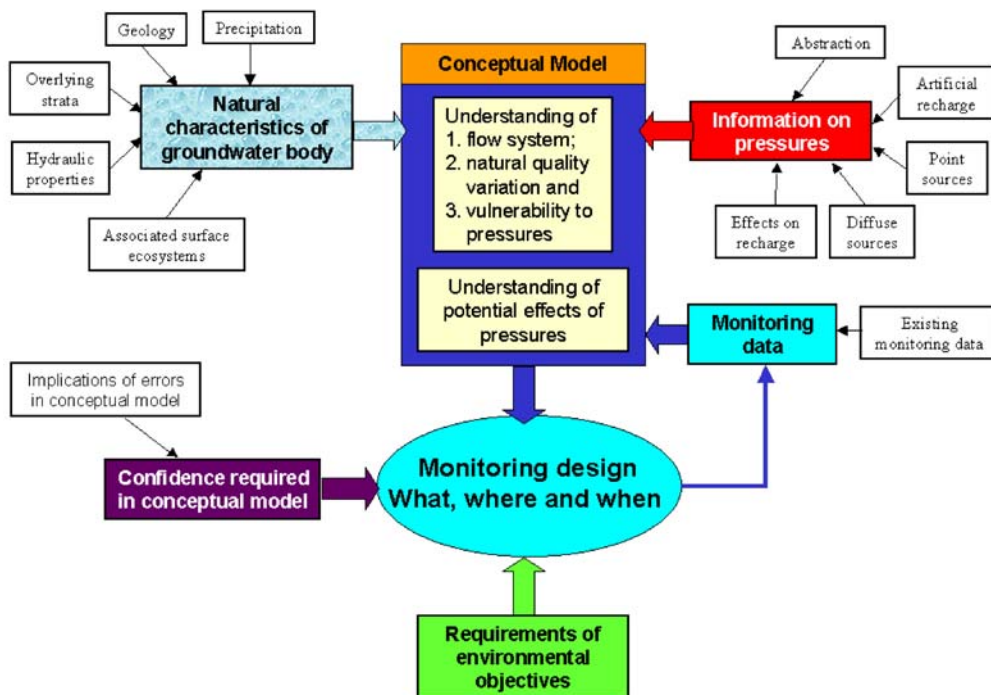 Geology
Precipitation
Overlying
strata
Hydraulic
properties
Natural
characteristics of
groundwater body
Associated surface
ecosystems
Conceptual Model
Understanding of
1. flow system;
2. natural quality
variation and
3. vulnerability to
pressures
Understanding of
potential effects of
pressures
Abstraction
Artificial
recharge
Information on
pressures
Point
sources
Effects on
recharge
Diffuse
sources
Monitoring
data
Existing
monitoring data
Implications of errors
in conceptual model
Confidence required
in conceptual model
Monitoring design
What, where and when
Requirements of
environmental
objectives